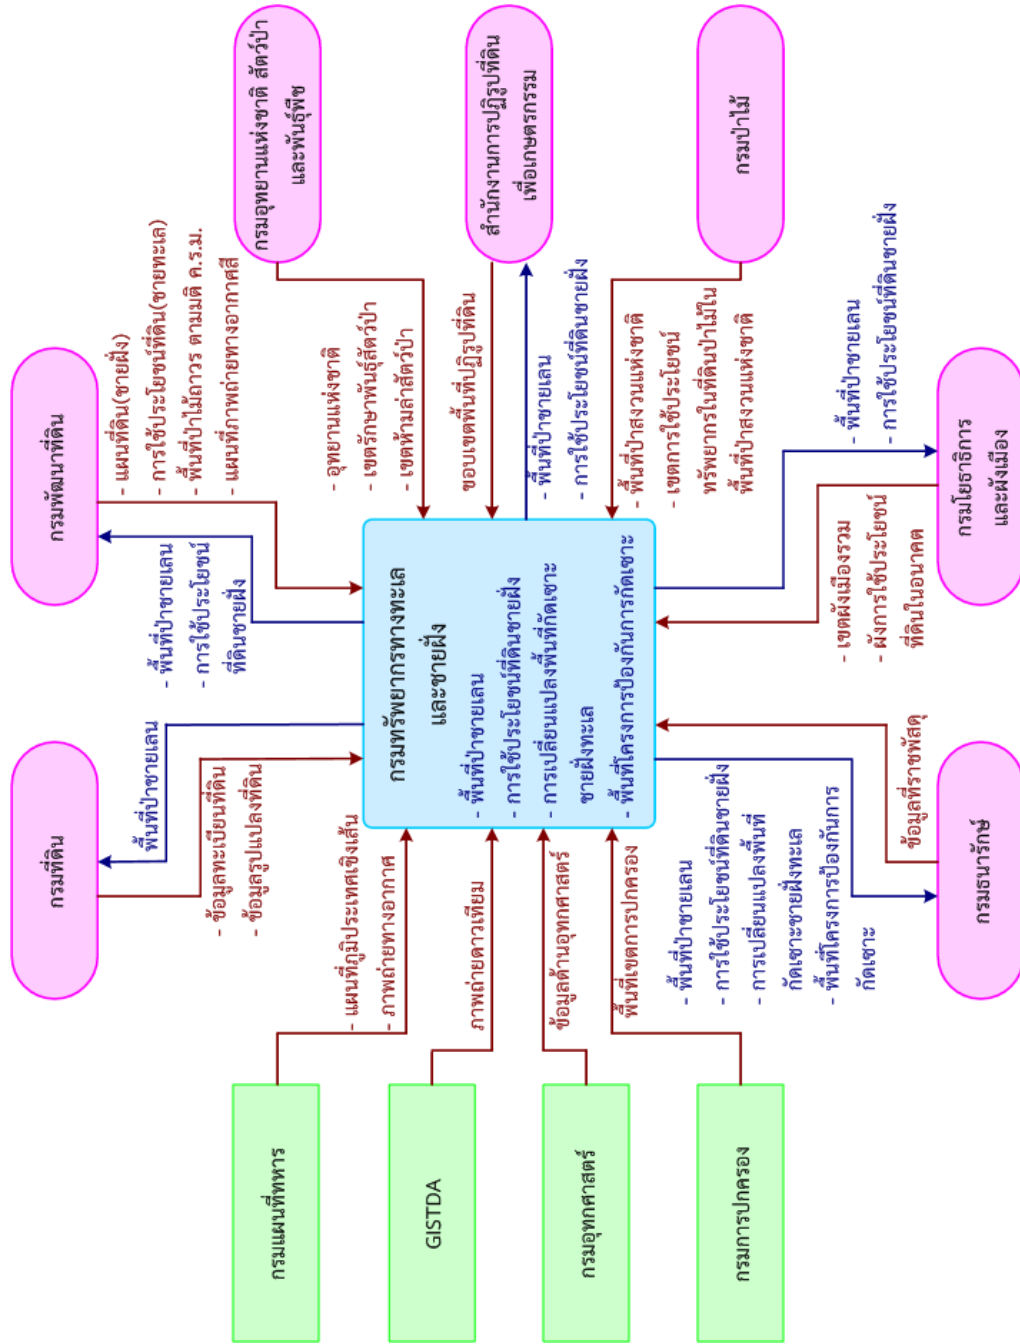 กรมที่ดิน
กรมพัฒนาที่ดิน
กรมอุทยานแห่งชาติ สัตว์ป่า
และพันธุ์พืช
พื้นที่ป่าชายเลน
- ข้อมูลทะเบียนที่ดิน
- ข้อมูลรูปแปลงที่ดิน
- พื้นที่ป่าชายเลน
- การใช้ประโยชน์
ที่ดินชายฝั่ง
- แผนที่ดิน(ชายฝั่ง)
- การใช้ประโยชน์ที่ดิน(ชายทะเล)
- พื้นที่ป่าไม้ถาวร ตามมติ ค.ร.ม.
- แผนที่ภาพถ่ายทางอากาศสี
กรมแผนที่ทหาร
- แผนที่ภูมิประเทศเชิงเส้น
- ภาพถ่ายทางอากาศ
- อุทยานแห่งชาติ
- เขตรักษาพันธุ์สัตว์ป่า
- เขตห้ามล่าสัตว์ป่า
GISTDA
ภาพถ่ายดาวเทียม
กรมทรัพยากรทางทะเล
และชายฝั่ง
- พื้นที่ป่าชายเลน
- การใช้ประโยชน์ที่ดินชายฝั่ง
- การเปลี่ยนแปลงพื้นที่กัดเซาะ
ชายฝั่งทะเล
- พื้นที่โครงการป้องกันการกัดเซาะ
ขอบเขตพื้นที่ปฏิรูปที่ดิน
สำนักงานการปฏิรูปที่ดิน
เพื่อเกษตรกรรม
- พื้นที่ป่าชายเลน
- การใช้ประโยชน์ที่ดินชายฝั่ง
กรมอุทกศาสตร์
ข้อมูลด้านอุทกศาสตร์
กรมการปกครอง
พื้นที่เขตการปกครอง
- พื้นที่ป่าสงวนแห่งชาติ
- เขตการใช้ประโยชน์
ทรัพยากรในที่ดินป่าไม้ใน
พื้นที่ป่าสงวนแห่งชาติ
กรมป่าไม้
- พื้นที่ป่าชายเลน
- การใช้ประโยชน์ที่ดินชายฝั่ง
- การเปลี่ยนแปลงพื้นที่
กัดเซาะชายฝั่งทะเล
- พื้นที่โครงการป้องกันการ
กัดเซาะ
ข้อมูลที่ราชพัสดุ
- เขตผังเมืองรวม
- ผังการใช้ประโยชน์
ที่ดินในอนาคต
- พื้นที่ป่าชายเลน
- การใช้ประโยชน์ที่ดินชายฝั่ง
กรมธนารักษ์
กรมโยธาธิการ
และผังเมือง